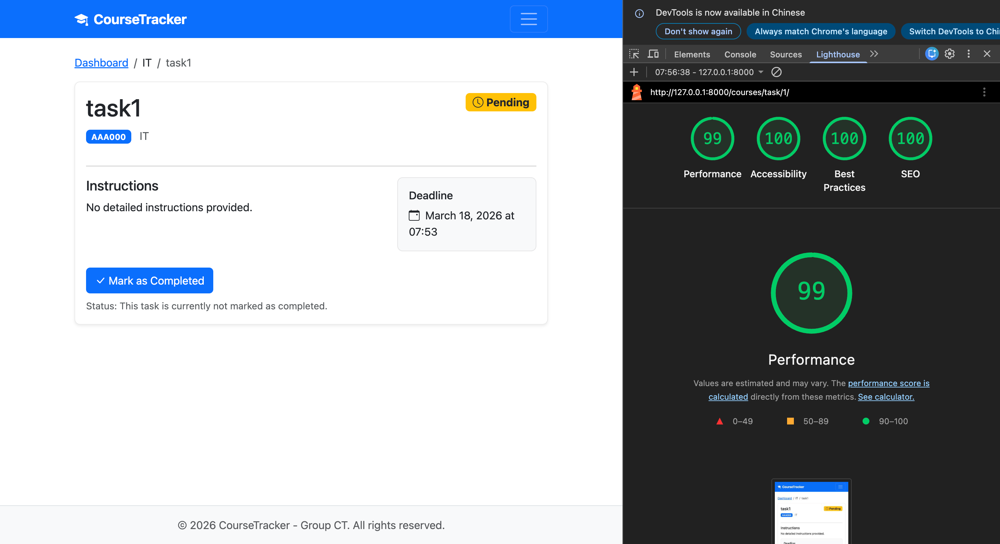 CourseTracker
Dashboard / IT / task1
task1
Pending
AAA000 IT
Instructions
No detailed instructions provided.
Deadline
March 18, 2026 at
07:53
Mark as Completed
Status: This task is currently not marked as completed.
© 2026 CourseTracker - Group CT. All rights reserved.
DevTools is now available in Chinese
Don't show again Always match Chrome's language Switch DevTools to Chi
Elements Console Sources Lighthouse
07:56:38 - 127.0.0.1:8000
http://127.0.0.1:8000/courses/task/1/
99 100 100 100
Performance Accessibility Best Practices SEO
99
Performance
Values are estimated and may vary. The performance score is
calculated directly from these metrics. See calculator.
0–49 50–89 90–100
CourseTracker
Dashboard / IT / task1
task1 Pending
AAA000 IT
Instructions
No detailed instructions provided.
Deadline